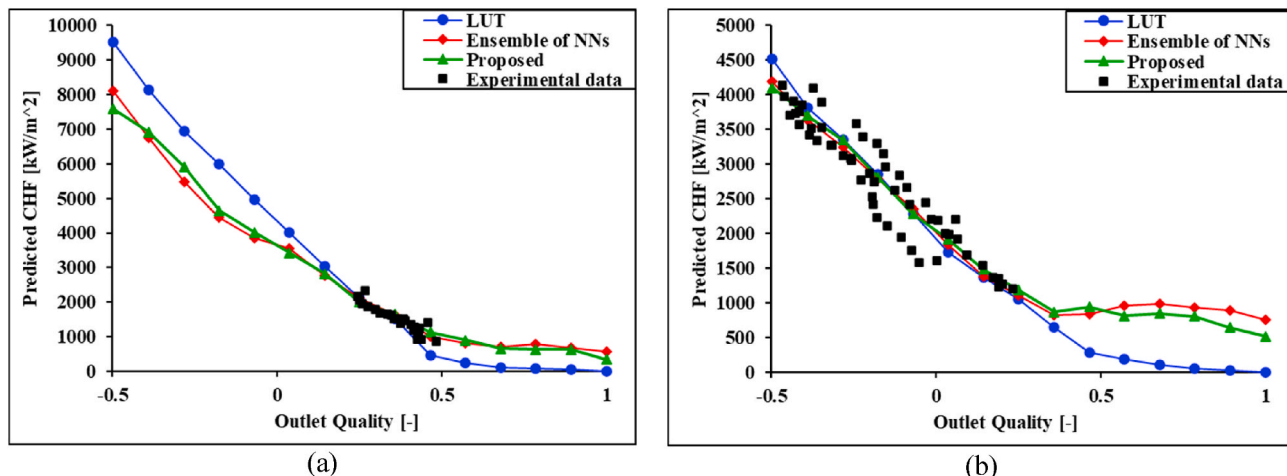 LUT
Ensemble of NNs
Proposed
Experimental data
Predicted CHF [kW/m^2]
10000
9000
8000
7000
6000
5000
4000
3000
2000
1000
0
-0.5
0
0.5
1
Outlet Quality [-]
(a)
LUT
Ensemble of NNs
Proposed
Experimental data
Predicted CHF [kW/m^2]
5000
4500
4000
3500
3000
2500
2000
1500
1000
500
0
-0.5
0
0.5
1
Outlet Quality [-]
(b)